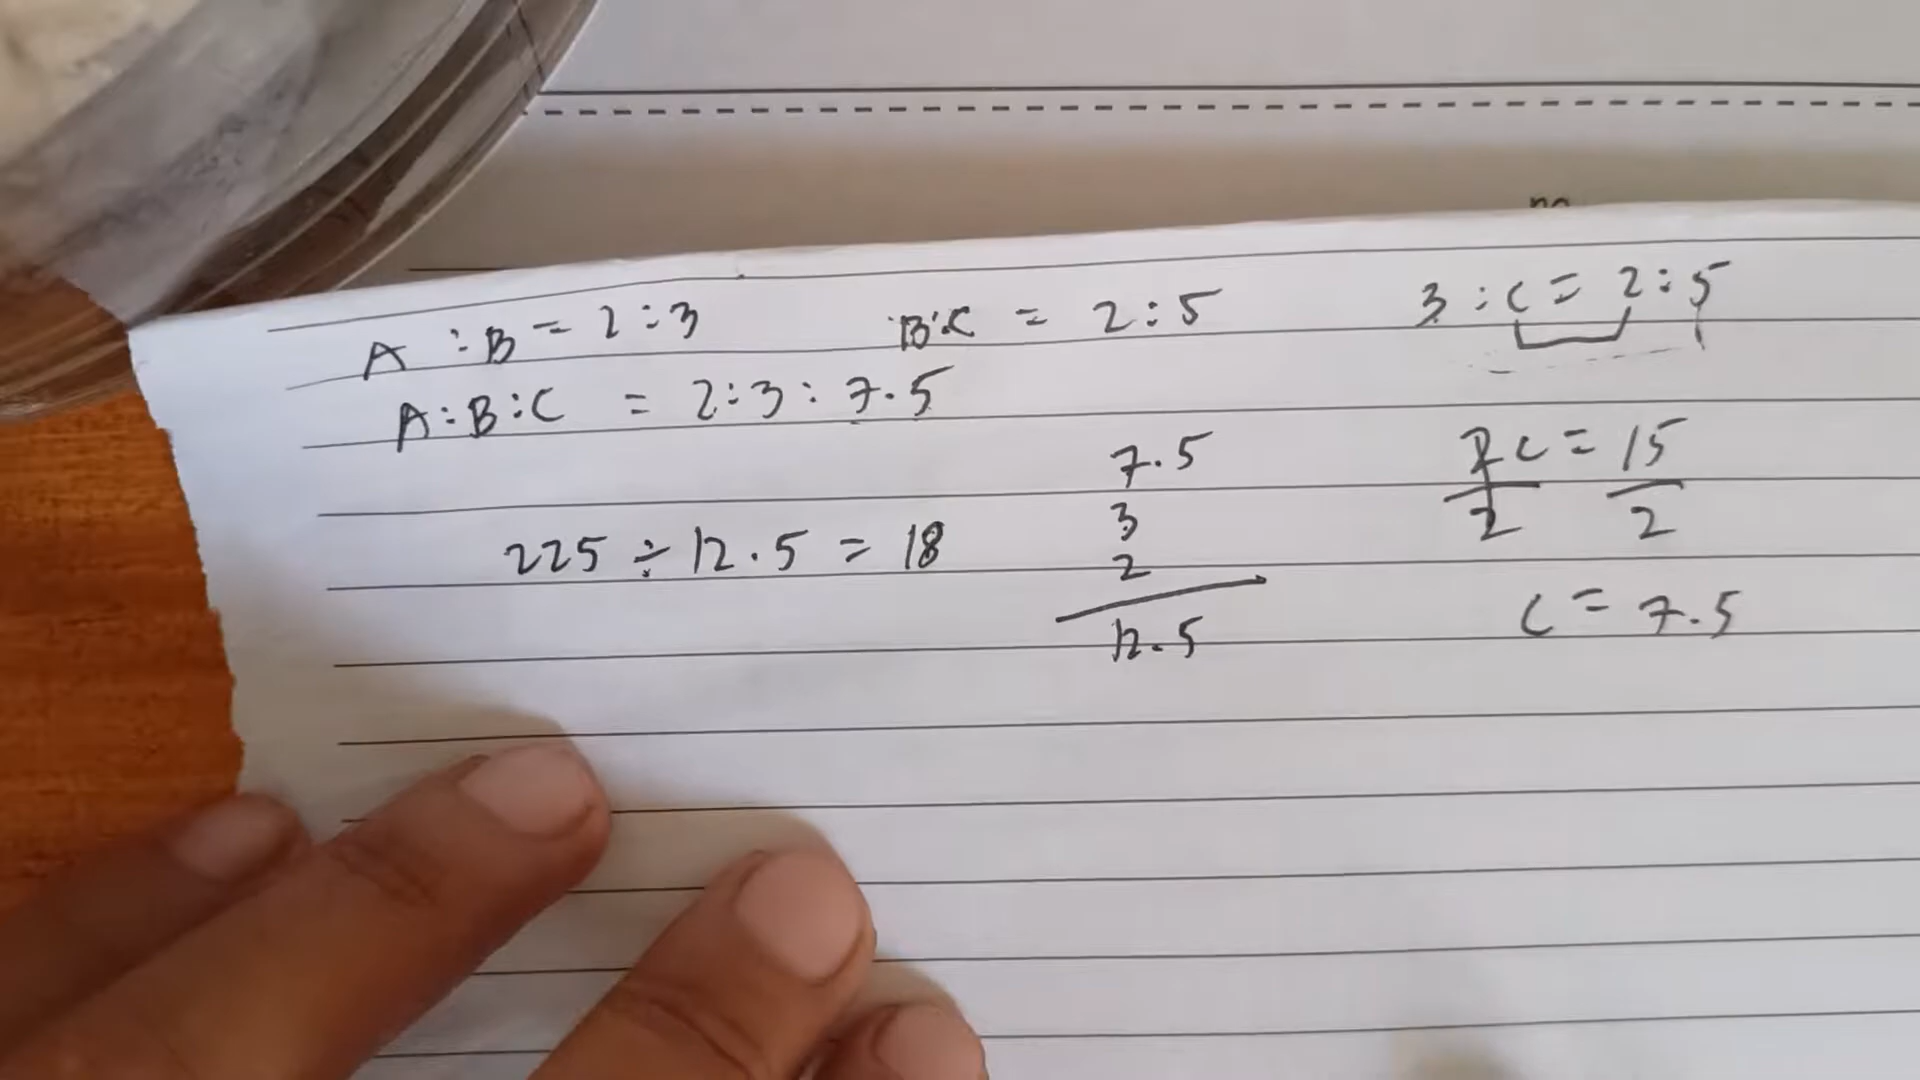 A : B = 2 : 3
B : C = 2 : 5
3 : C = 2 : 5
A : B : C = 2 : 3 : 7.5
7.5
3
2
12.5
225 ÷ 12.5 = 18
2C = 15
2 2
C = 7.5